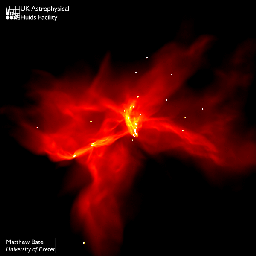 UK Astrophysical
Fluids Facility
Matthew Bate
University of Exeter